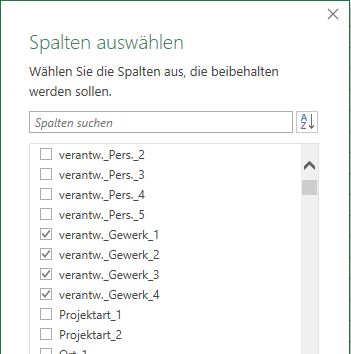 Spalten auswählen
Wählen Sie die Spalten aus, die beibehalten
werden sollen.
Spalten suchen
A
Z
verantw._Pers._2
verantw._Pers._3
verantw._Pers._4
verantw._Pers._5
verantw._Gewerk_1
verantw._Gewerk_2
verantw._Gewerk_3
verantw._Gewerk_4
Projektart_1
Projektart_2
Ort_1